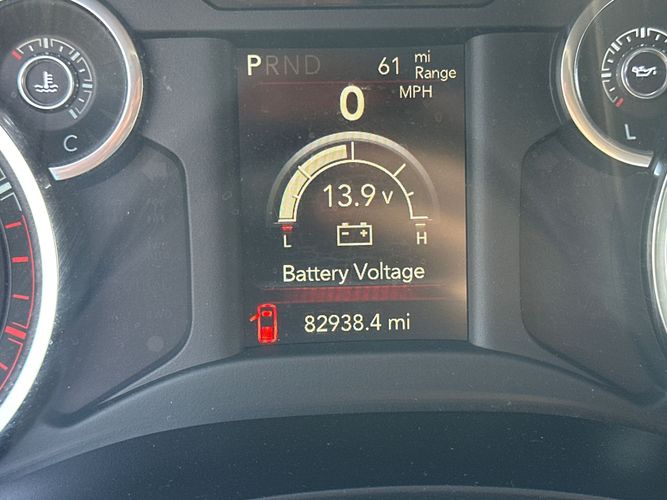 PRND 61 mi
Range
0 MPH
13.9 v
L H
Battery Voltage
82938.4 mi
C
L